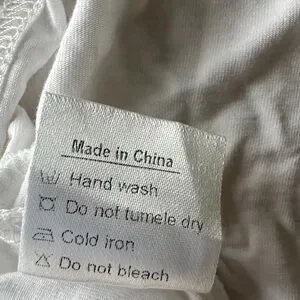 Made in China
Hand wash
Do not tumele dry
Cold iron
Do not bleach